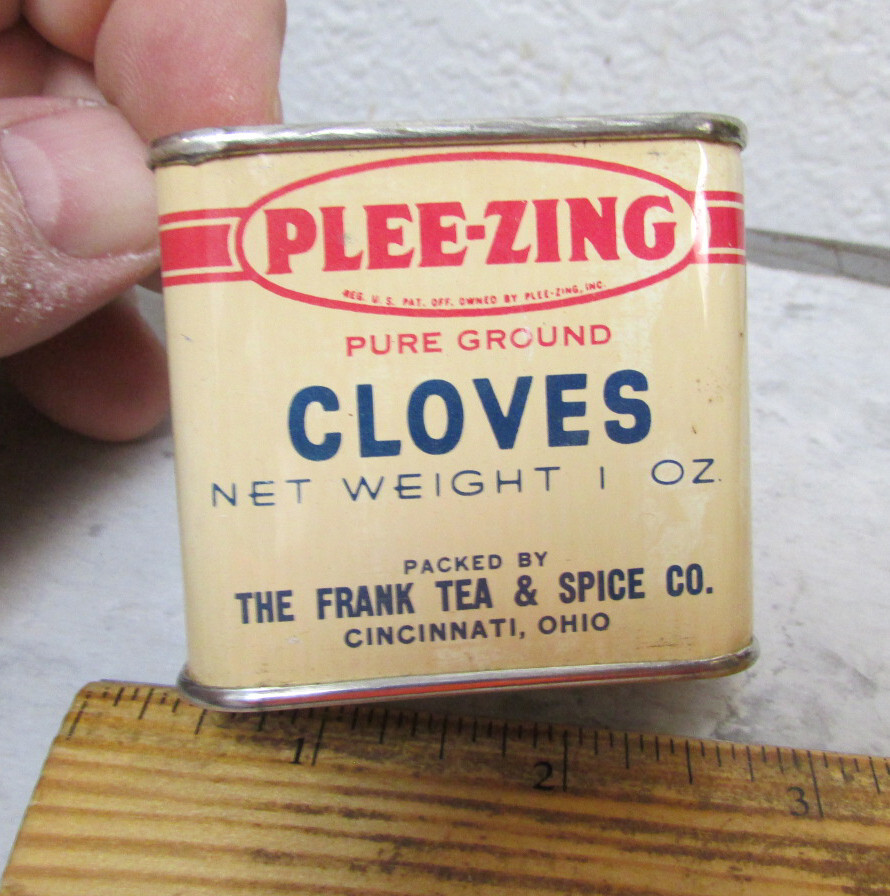 PLEE-ZING
REG. U.S. PAT. OFF. OWNED BY PLEE-ZING, INC.
PURE GROUND
CLOVES
NET WEIGHT 1 OZ.
PACKED BY
THE FRANK TEA & SPICE CO.
CINCINNATI, OHIO
1 2 3